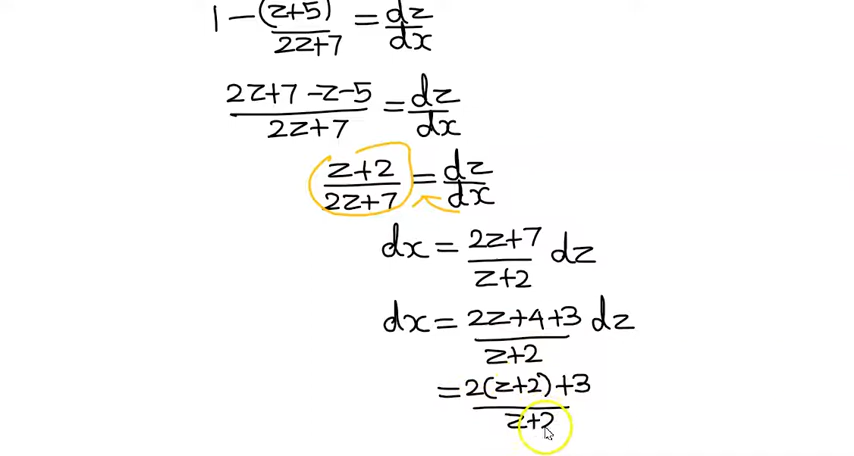 1 - (z+5)/(2z+7) = dz/dx
(2z+7-z-5)/(2z+7) = dz/dx
(z+2)/(2z+7) = dz/dx
dx = (2z+7)/(z+2) dz
dx = (2z+4+3)/(z+2) dz
= (2(z+2)+3)/(z+2)